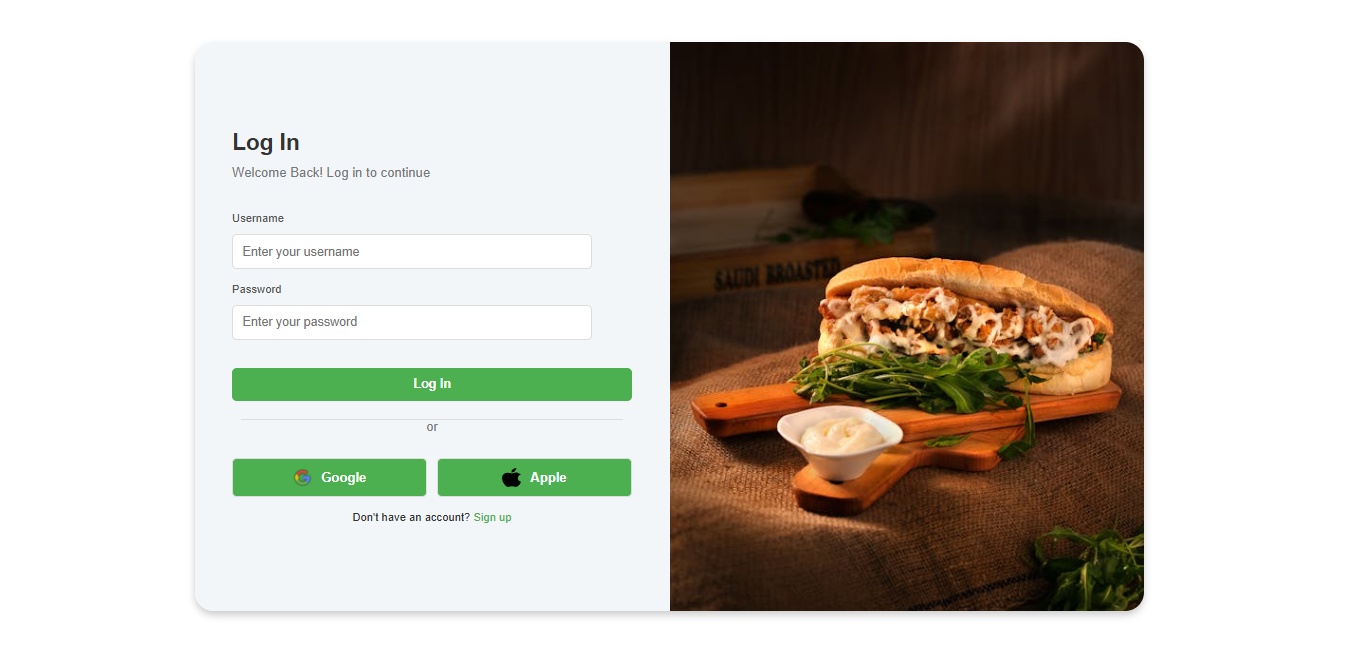 Log In
Welcome Back! Log in to continue
Username
Enter your username
Password
Enter your password
Log In
or
Google
Apple
Don't have an account? Sign up
SAUDI BROASTED